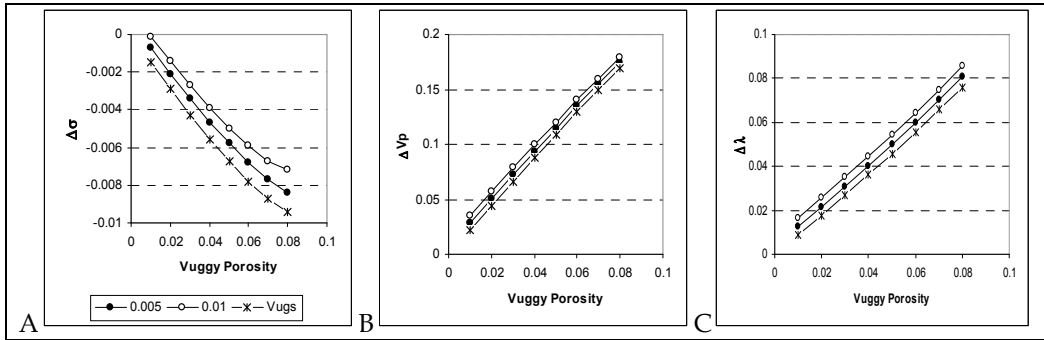 0
-0.002
-0.004
-0.006
-0.008
-0.01
Δσ
0 0.02 0.04 0.06 0.08 0.1
Vuggy Porosity
0.005 0.01 Vugs
A
0.2
0.15
0.1
0.05
0
Δ Vp
0 0.02 0.04 0.06 0.08 0.1
Vuggy Porosity
B
0.1
0.08
0.06
0.04
0.02
0
Δ λ
0 0.02 0.04 0.06 0.08 0.1
Vuggy Porosity
C